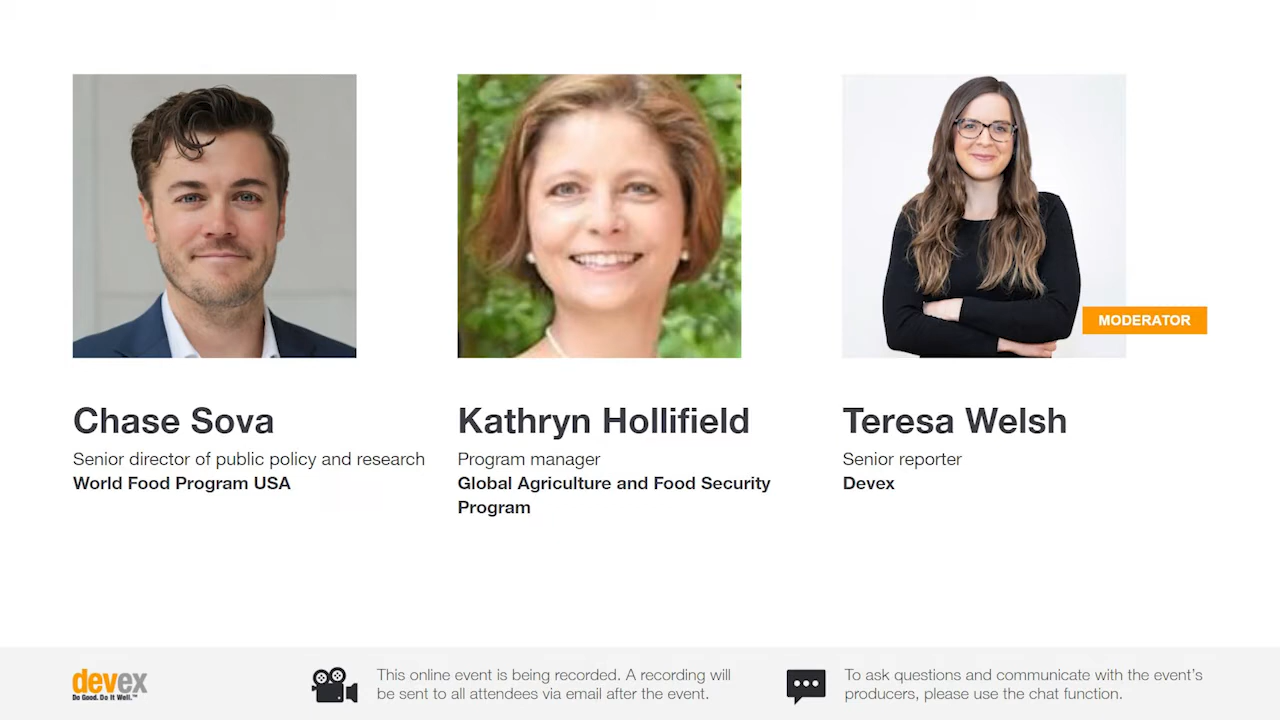 MODERATOR
Chase Sova
Senior director of public policy and research
World Food Program USA
Kathryn Hollifield
Program manager
Global Agriculture and Food Security
Program
Teresa Welsh
Senior reporter
Devex
devex
Do Good. Do It Well.™
This online event is being recorded. A recording will
be sent to all attendees via email after the event.
To ask questions and communicate with the event's
producers, please use the chat function.